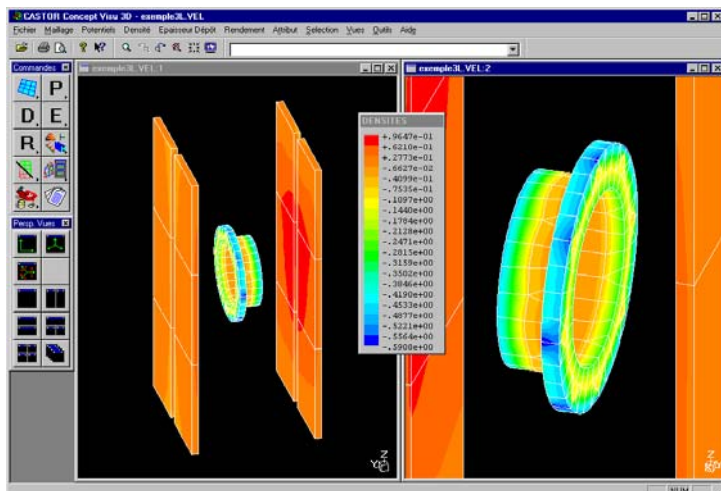 CASTOR Concept Visu 3D - exemple3L.VEL
Fichier Maillage Potentiels Densité Epaisseur Dépôt Rendement Attribut Selection Vues Outils Aide
Commandes
exemple3L.VEL:1
exemple3L.VEL:2
P
D E
R
DENSITES
+.9647e-01
+.6210e-01
+.2773e-01
-.6627e-02
-.4099e-01
-.7535e-01
-.1097e+00
-.1440e+00
-.1784e+00
-.2128e+00
-.2471e+00
-.2815e+00
-.3159e+00
-.3502e+00
-.3846e+00
-.4190e+00
-.4533e+00
-.4877e+00
-.5221e+00
-.5564e+00
-.5908e+00
Persp. Vues
Z
Z
NUM